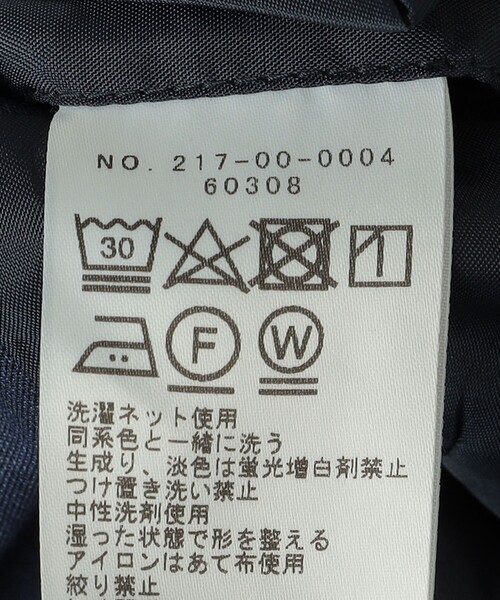 NO. 217-00-0004
60308
30
F W
洗濯ネット使用
同系色と一緒に洗う
生成り、淡色は蛍光増白剤禁止
つけ置き洗い禁止
中性洗剤使用
湿った状態で形を整える
アイロンはあて布使用
絞り禁止